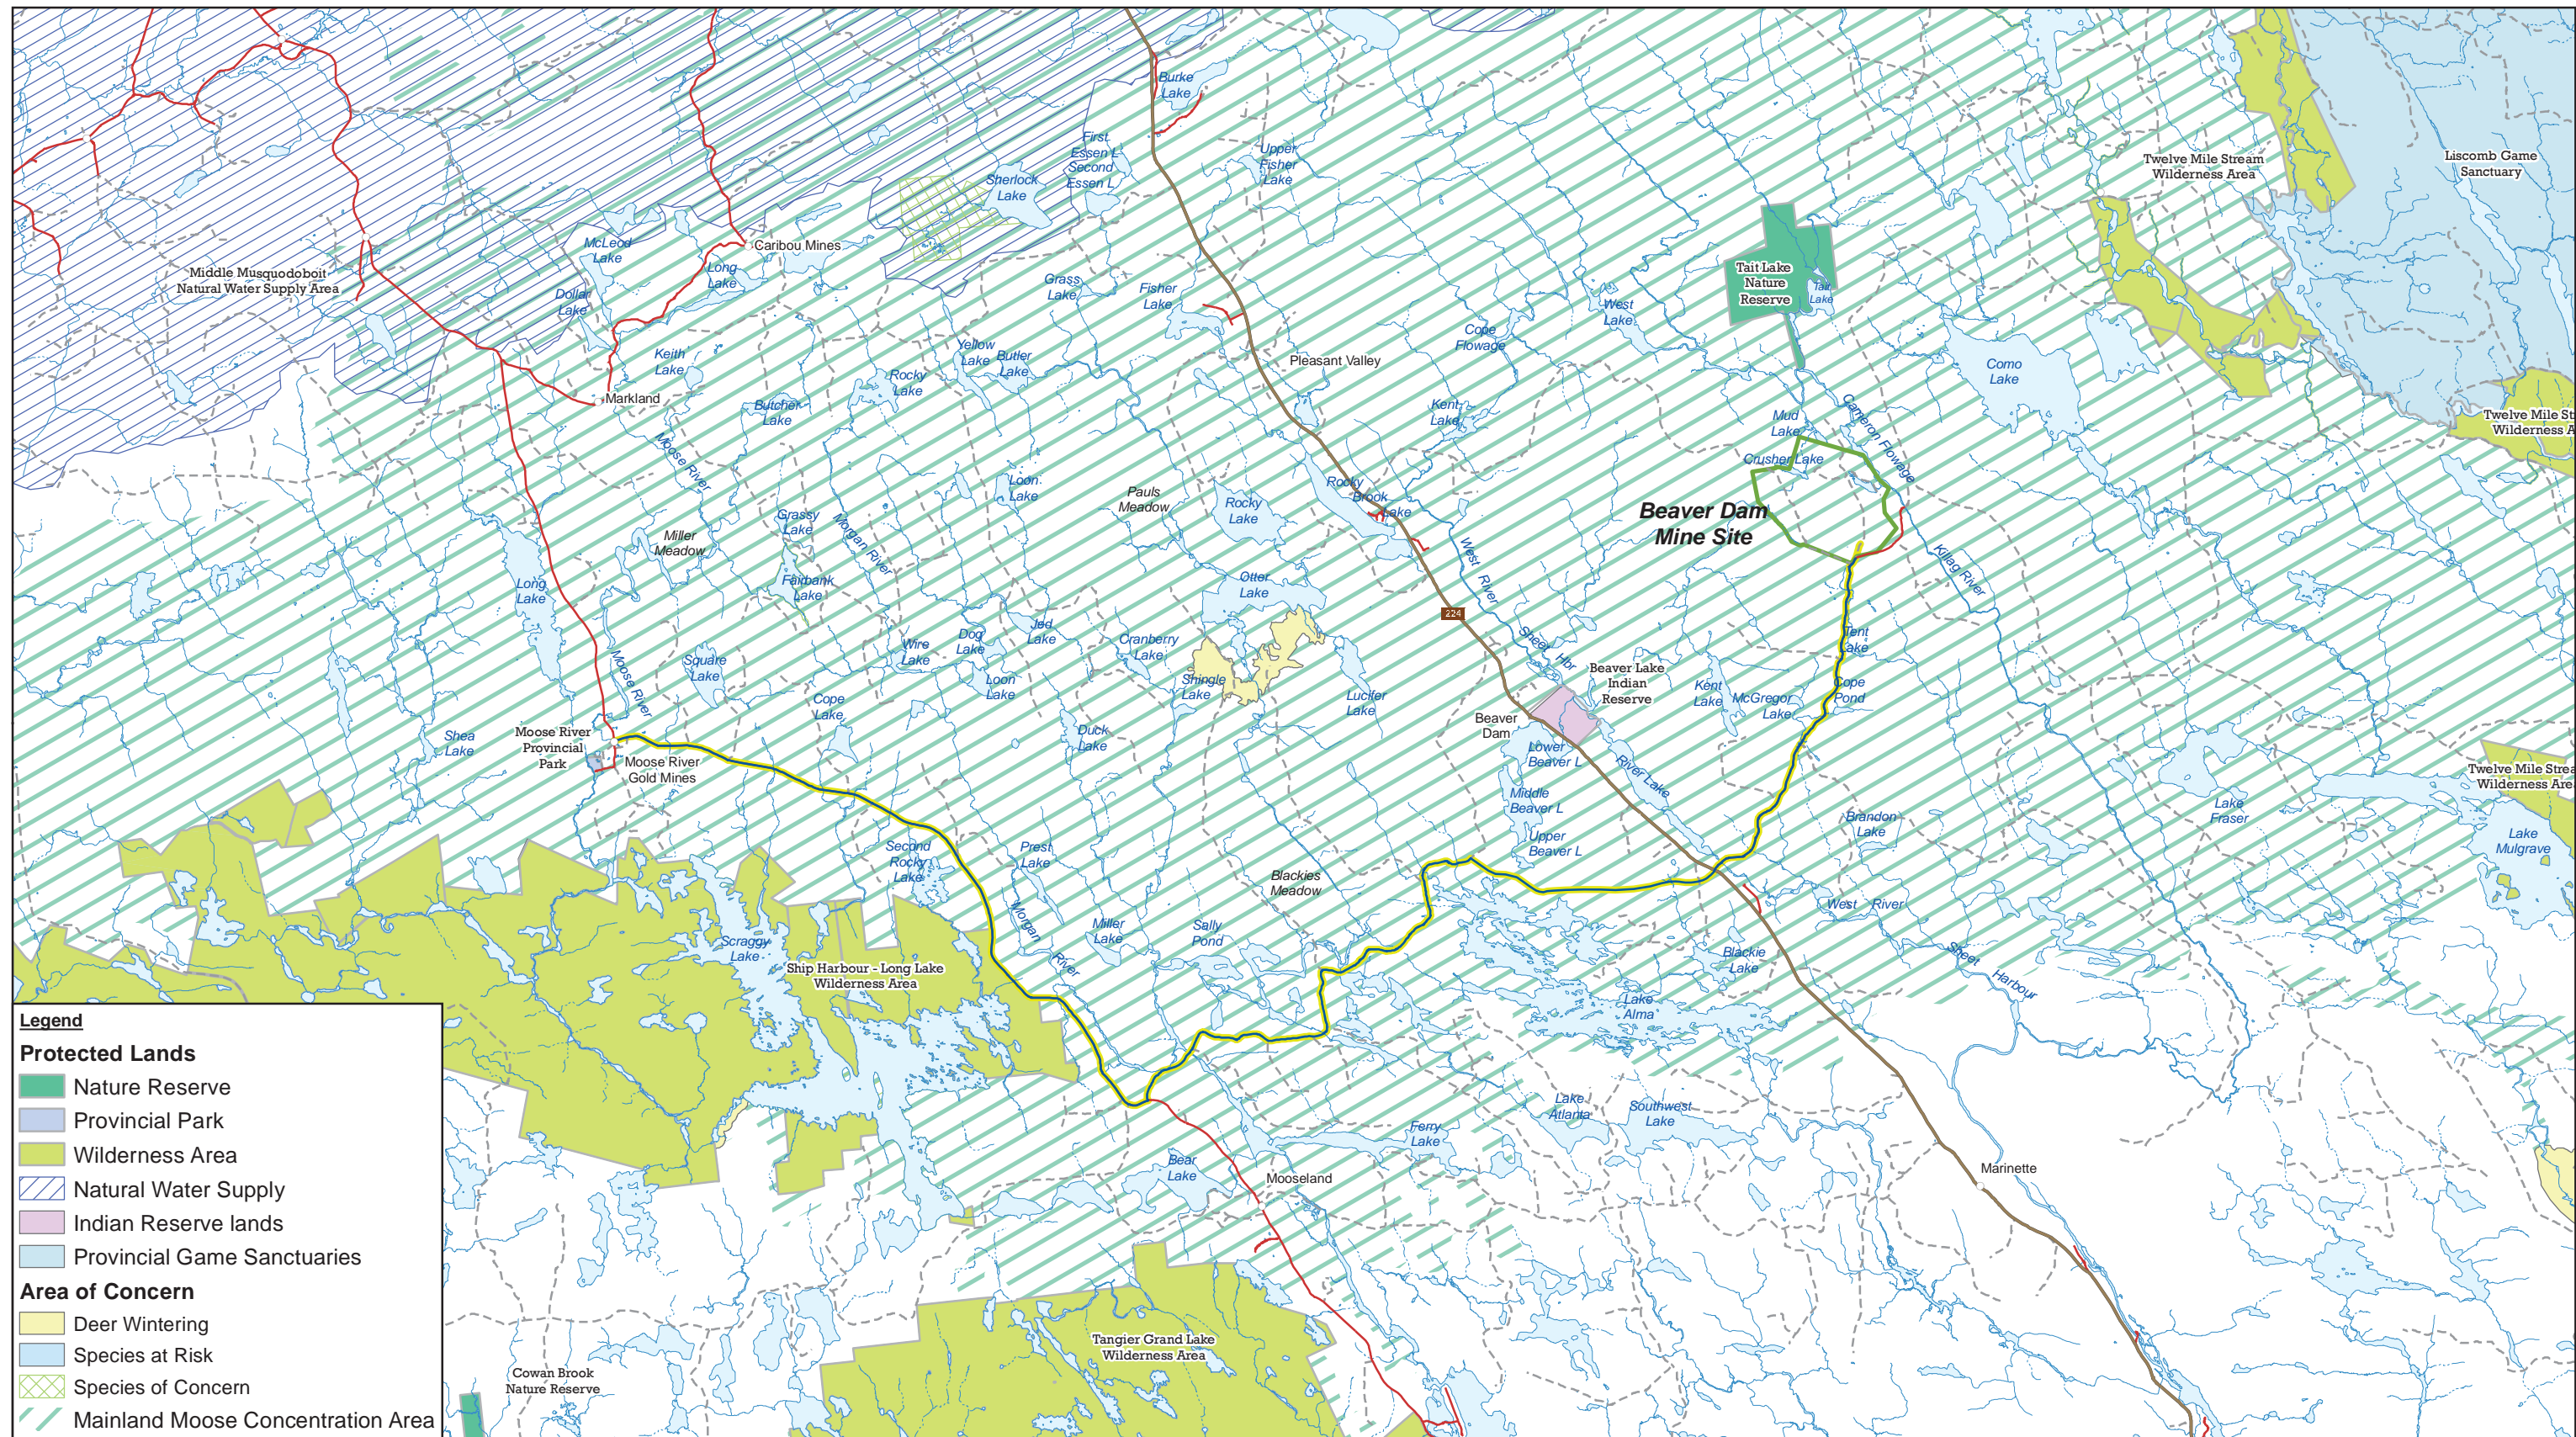 Burke
Lake
First
Essen L
Second
Essen L
Upper
Fisher
Lake
Sherlock
Lake
Twelve Mile Stream
Wilderness Area
Liscomb Game
Sanctuary
McLeod
Lake
Caribou Mines
Long
Lake
Middle Musquodoboit
Natural Water Supply Area
Dollar
Lake
Grass
Lake
Fisher
Lake
West
Lake
Tait Lake
Nature
Reserve
Tait
Lake
Cope
Flowage
Pleasant Valley
Keith
Lake
Yellow
Lake
Butler
Lake
Rocky
Lake
Como
Lake
Markland
Butcher
Lake
Kent
Lake
Mud
Lake
Cameron Flowage
Twelve Mile St
Wilderness A
Moose River
Crusher Lake
Loon
Lake
Pauls
Meadow
Rocky
Lake
Rocky
Brook
Lake
Beaver Dam
Mine Site
Grassy
Lake
Morgan River
Miller
Meadow
West River
Killag River
Long
Lake
Fairbank
Lake
Otter
Lake
224
Jed
Lake
Dog
Lake
Wire
Lake
Cranberry
Lake
Sheet Hbr
Tent
Lake
Moose River
Square
Lake
Loon
Lake
Shingle
Lake
Lucifer
Lake
Beaver Lake
Indian
Reserve
Kent
Lake
McGregor
Lake
Cope
Pond
Cope
Lake
Beaver
Dam
Shea
Lake
Moose River
Provincial
Park
Moose River
Gold Mines
Duck
Lake
Lower
Beaver L
River Lake
Middle
Beaver L
Upper
Beaver L
Brandon
Lake
Lake
Fraser
Twelve Mile Strea
Wilderness Are
Lake
Mulgrave
Second
Rocky
Lake
Prest
Lake
Blackies
Meadow
Morgan River
Miller
Lake
Sally
Pond
West River
Scraggy
Lake
Ship Harbour - Long Lake
Wilderness Area
Blackie
Lake
Sheet Harbour
Lake
Alma
Lake
Atlanta
Southwest
Lake
Ferry
Lake
Bear
Lake
Mooseland
Marinette
Tangier Grand Lake
Wilderness Area
Cowan Brook
Nature Reserve
Legend
Protected Lands
Nature Reserve
Provincial Park
Wilderness Area
Natural Water Supply
Indian Reserve lands
Provincial Game Sanctuaries
Area of Concern
Deer Wintering
Species at Risk
Species of Concern
Mainland Moose Concentration Area